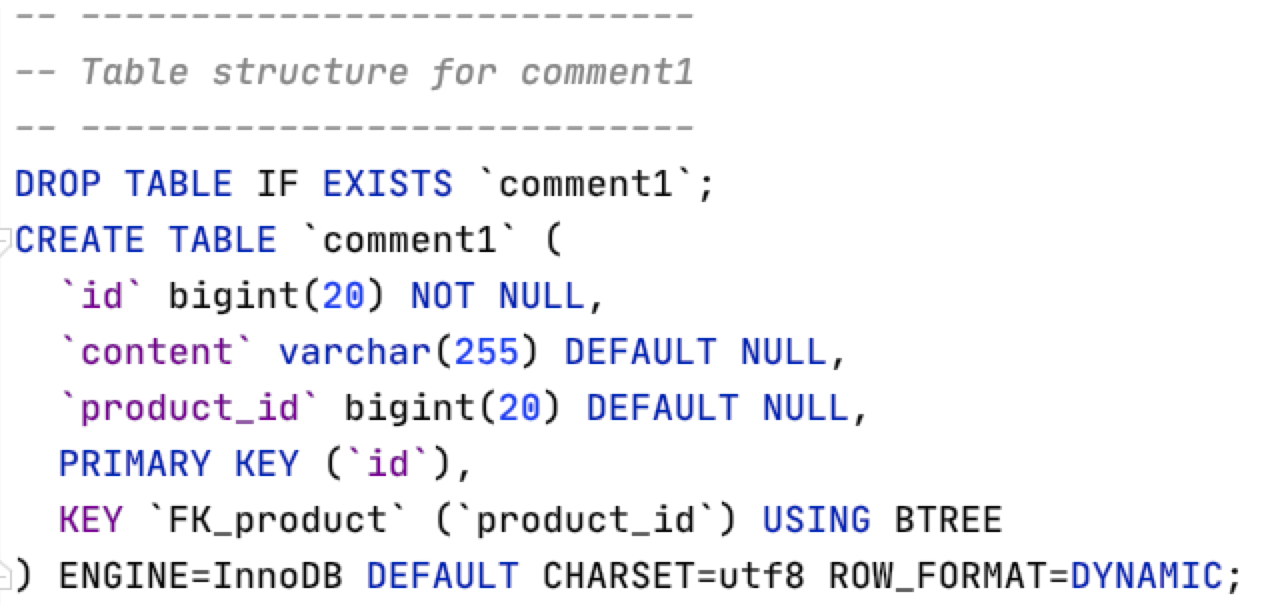 -- ----------------------------
-- Table structure for comment1
-- ----------------------------
DROP TABLE IF EXISTS `comment1`;
CREATE TABLE `comment1` (
  `id` bigint(20) NOT NULL,
  `content` varchar(255) DEFAULT NULL,
  `product_id` bigint(20) DEFAULT NULL,
  PRIMARY KEY (`id`),
  KEY `FK_product` (`product_id`) USING BTREE
) ENGINE=InnoDB DEFAULT CHARSET=utf8 ROW_FORMAT=DYNAMIC;